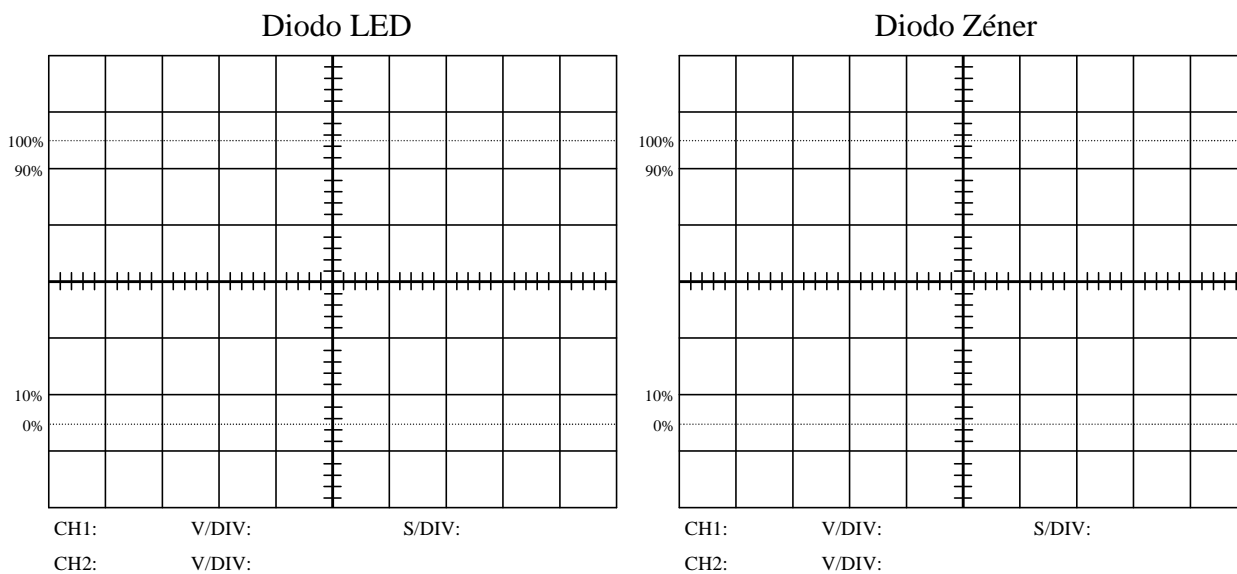 Diodo LED
100%
90%
10%
0%
CH1: V/DIV: S/DIV:
CH2: V/DIV:
Diodo Zéner
100%
90%
10%
0%
CH1: V/DIV: S/DIV:
CH2: V/DIV: